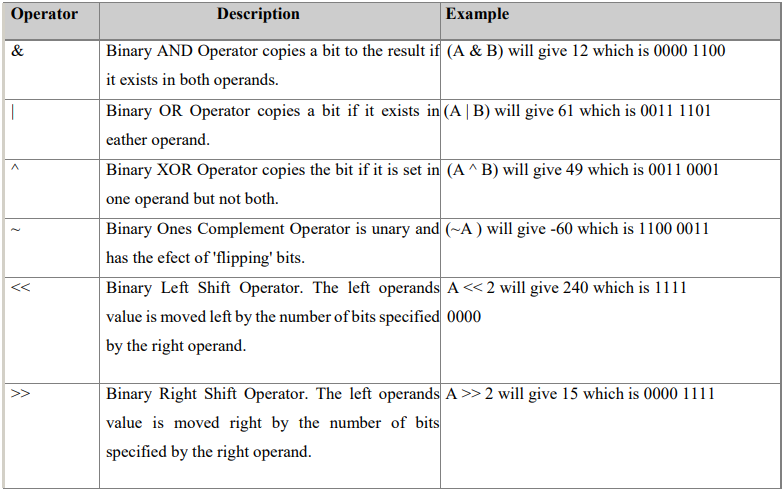 Operator Description Example
& Binary AND Operator copies a bit to the result if (A & B) will give 12 which is 0000 1100
it exists in both operands.
| Binary OR Operator copies a bit if it exists in (A | B) will give 61 which is 0011 1101
eather operand.
^ Binary XOR Operator copies the bit if it is set in (A ^ B) will give 49 which is 0011 0001
one operand but not both.
~ Binary Ones Complement Operator is unary and (~A ) will give -60 which is 1100 0011
has the efect of 'flipping' bits.
<< Binary Left Shift Operator. The left operands A << 2 will give 240 which is 1111
value is moved left by the number of bits specified 0000
by the right operand.
>> Binary Right Shift Operator. The left operands A >> 2 will give 15 which is 0000 1111
value is moved right by the number of bits
specified by the right operand.